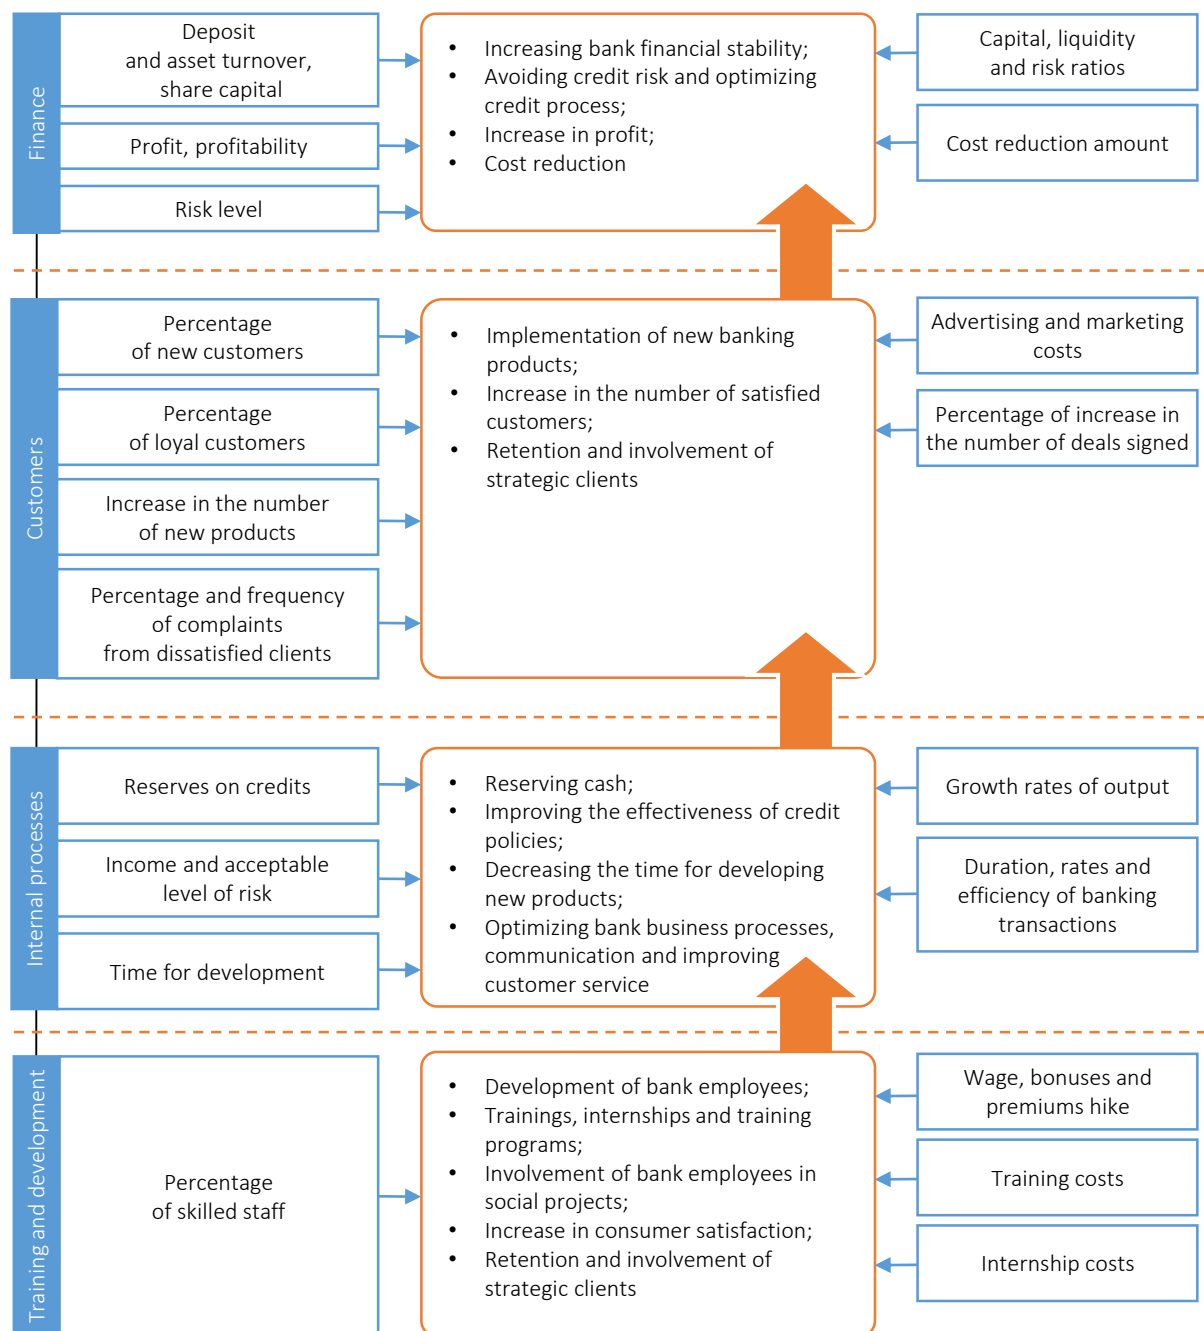 Finance
Deposit
and asset turnover,
share capital
Profit, profitability
Risk level
• Increasing bank financial stability;
• Avoiding credit risk and optimizing
credit process;
• Increase in profit;
• Cost reduction
Capital, liquidity
and risk ratios
Cost reduction amount
Customers
Percentage
of new customers
Percentage
of loyal customers
Increase in the number
of new products
Percentage and frequency
of complaints
from dissatisfied clients
• Implementation of new banking
products;
• Increase in the number of satisfied
customers;
• Retention and involvement of
strategic clients
Advertising and marketing
costs
Percentage of increase in
the number of deals signed
Internal processes
Reserves on credits
Income and acceptable
level of risk
Time for development
• Reserving cash;
• Improving the effectiveness of credit
policies;
• Decreasing the time for developing
new products;
• Optimizing bank business processes,
communication and improving
customer service
Growth rates of output
Duration, rates and
efficiency of banking
transactions
Training and development
Percentage
of skilled staff
• Development of bank employees;
• Trainings, internships and training
programs;
• Involvement of bank employees in
social projects;
• Increase in consumer satisfaction;
• Retention and involvement of
strategic clients
Wage, bonuses and
premiums hike
Training costs
Internship costs